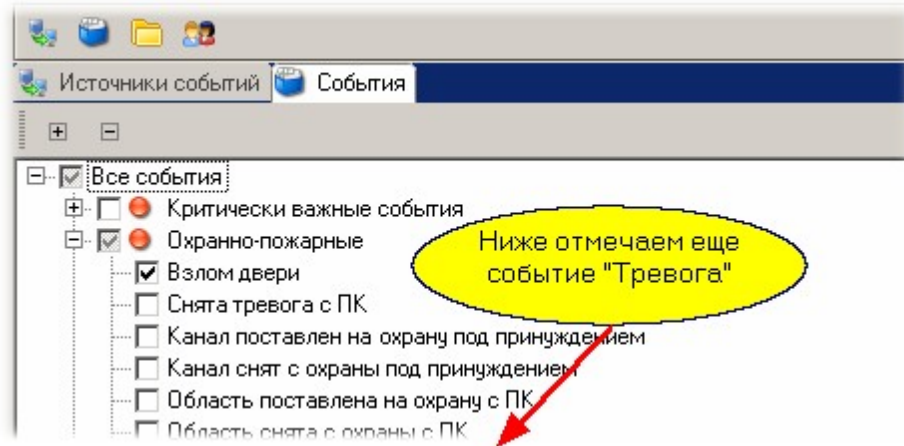 Источники событий События
Все события
Критически важные события
Охранно-пожарные
Ниже отмечаем еще
событие "Тревога"
Взлом двери
Снята тревога с ПК
Канал поставлен на охрану под принуждением
Канал снят с охраны под принуждением
Область поставлена на охрану с ПК
Область снята с охраны с ПК